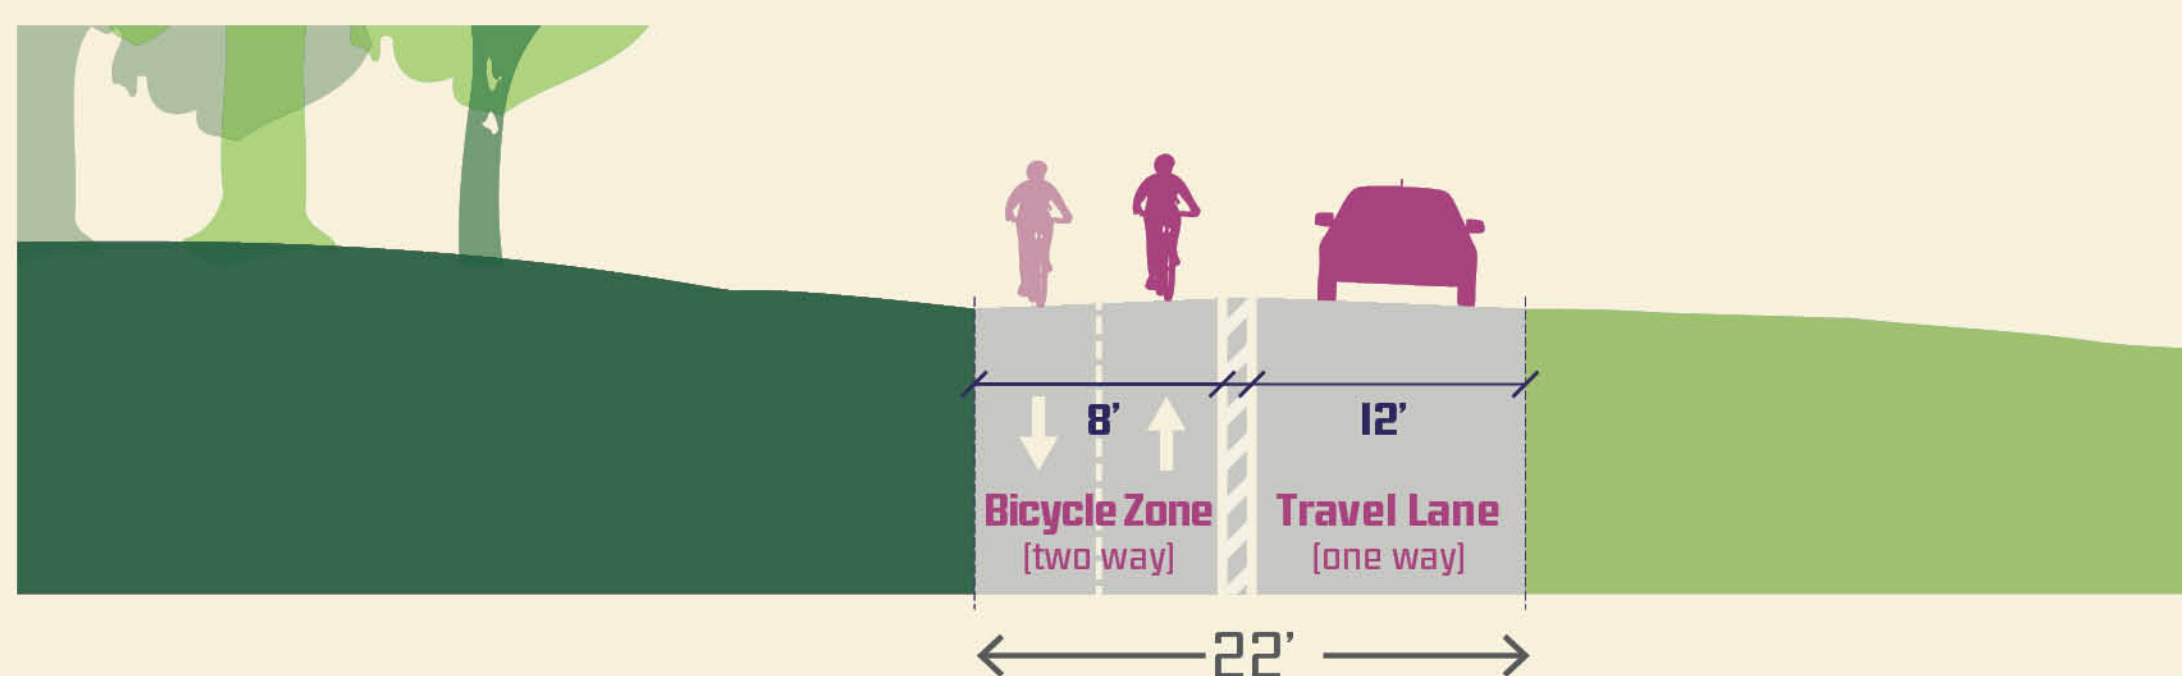 8’
12’
Bicycle Zone
[two way]
Travel Lane
[one way]
22’